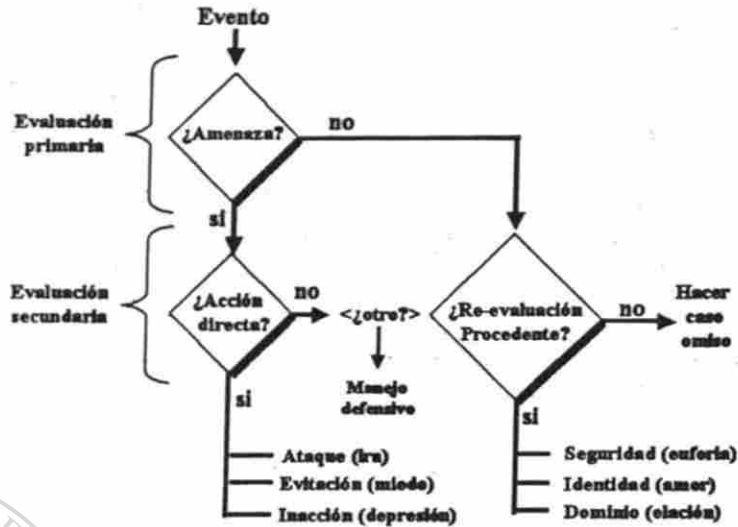 Evento
Evaluación
primaria
¿Amenaza?
no
si
Evaluación
secundaria
¿Acción
directa?
no
<¿otro?>
Manejo
defensivo
si
Ataque (ira)
Evitación (miedo)
Inacción (depresión)
¿Re-evaluación
Procedente?
no
Hacer
caso
omiso
si
Seguridad (euforia)
Identidad (amor)
Dominio (elación)